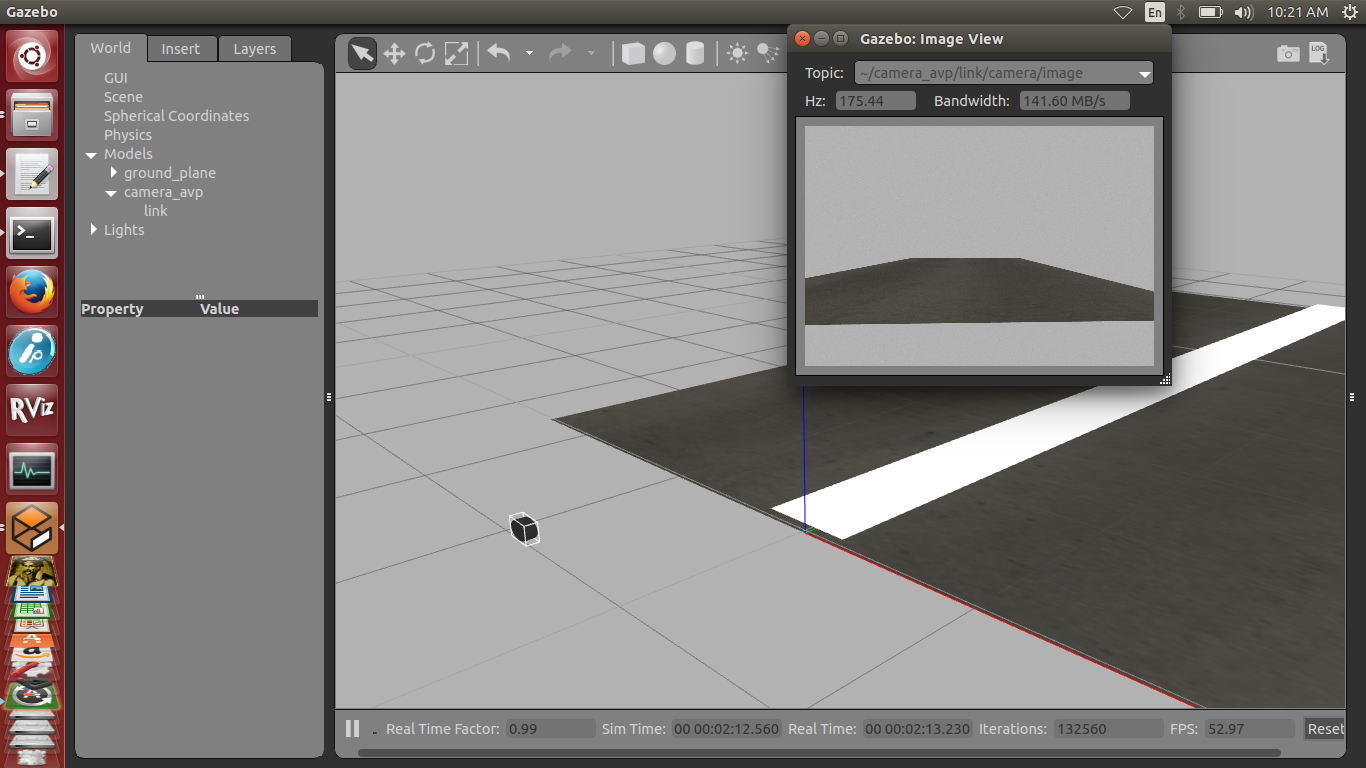 Gazebo
En
10:21 AM
World
Insert
Layers
GUI
Scene
Spherical Coordinates
Physics
Models
ground_plane
camera_avp
link
Lights
Property
Value
LOG
Gazebo: Image View
Topic: ~/camera_avp/link/camera/image
Hz: 175.44 Bandwidth: 141.60 MB/s
RViz
Real Time Factor: 0.99 Sim Time: 00 00:02:12.560 Real Time: 00 00:02:13.230 Iterations: 132560 FPS: 52.97 Reset